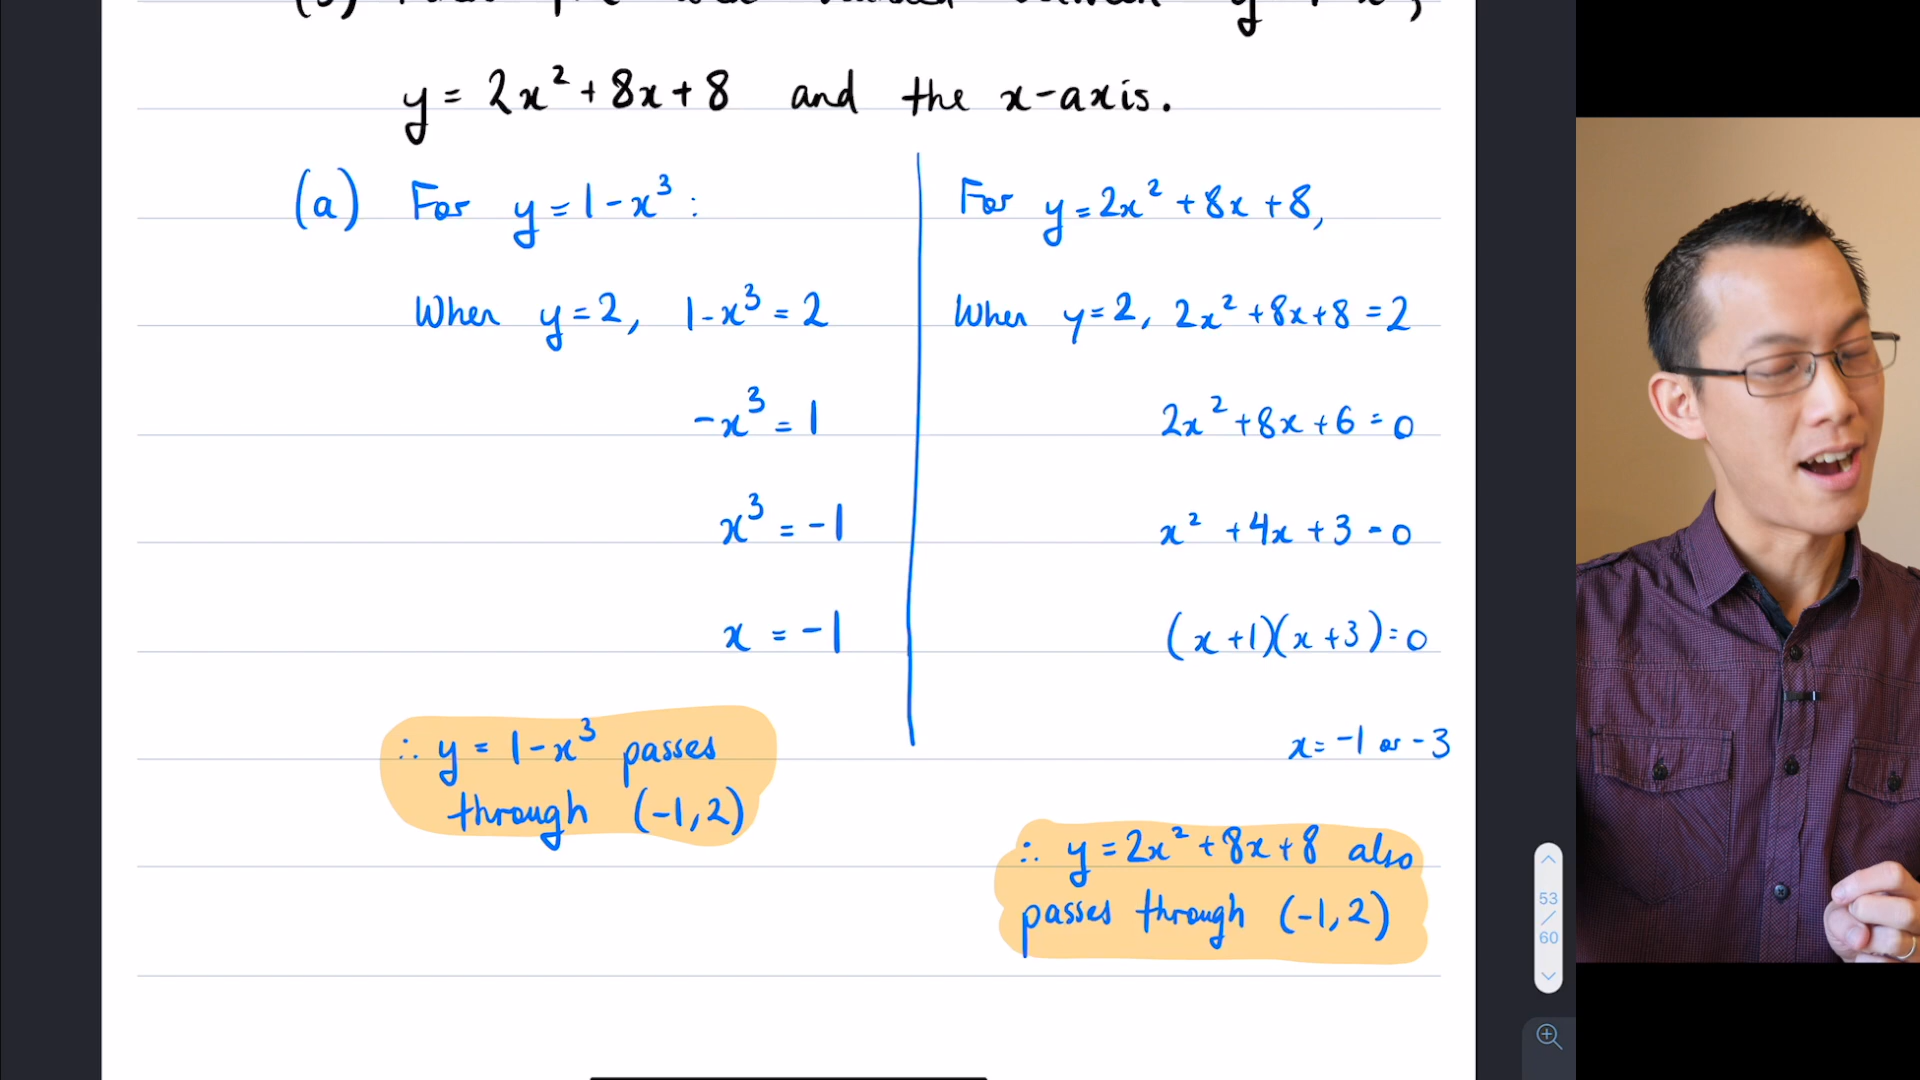 y = 2x² + 8x + 8 and the x-axis.
(a) For y = 1 - x³ :
When y = 2, 1 - x³ = 2
-x³ = 1
x³ = -1
x = -1
∴ y = 1 - x³ passes
through (-1, 2)
For y = 2x² + 8x + 8,
When y = 2, 2x² + 8x + 8 = 2
2x² + 8x + 6 = 0
x² + 4x + 3 = 0
(x + 1)(x + 3) = 0
x = -1 or -3
∴ y = 2x² + 8x + 8 also
passes through (-1, 2)
53
/
60